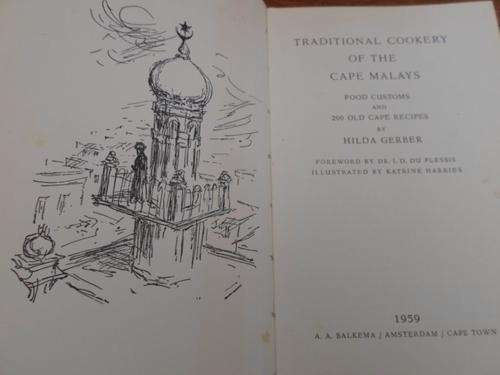 TRADITIONAL COOKERY
OF THE
CAPE MALAYS
FOOD CUSTOMS
AND
200 OLD CAPE RECIPES
BY
HILDA GERBER
FOREWORD BY DR. I. D. DU PLESSIS
ILLUSTRATED BY KATRINE HARRIES
1959
A. A. BALKEMA / AMSTERDAM / CAPE TOWN